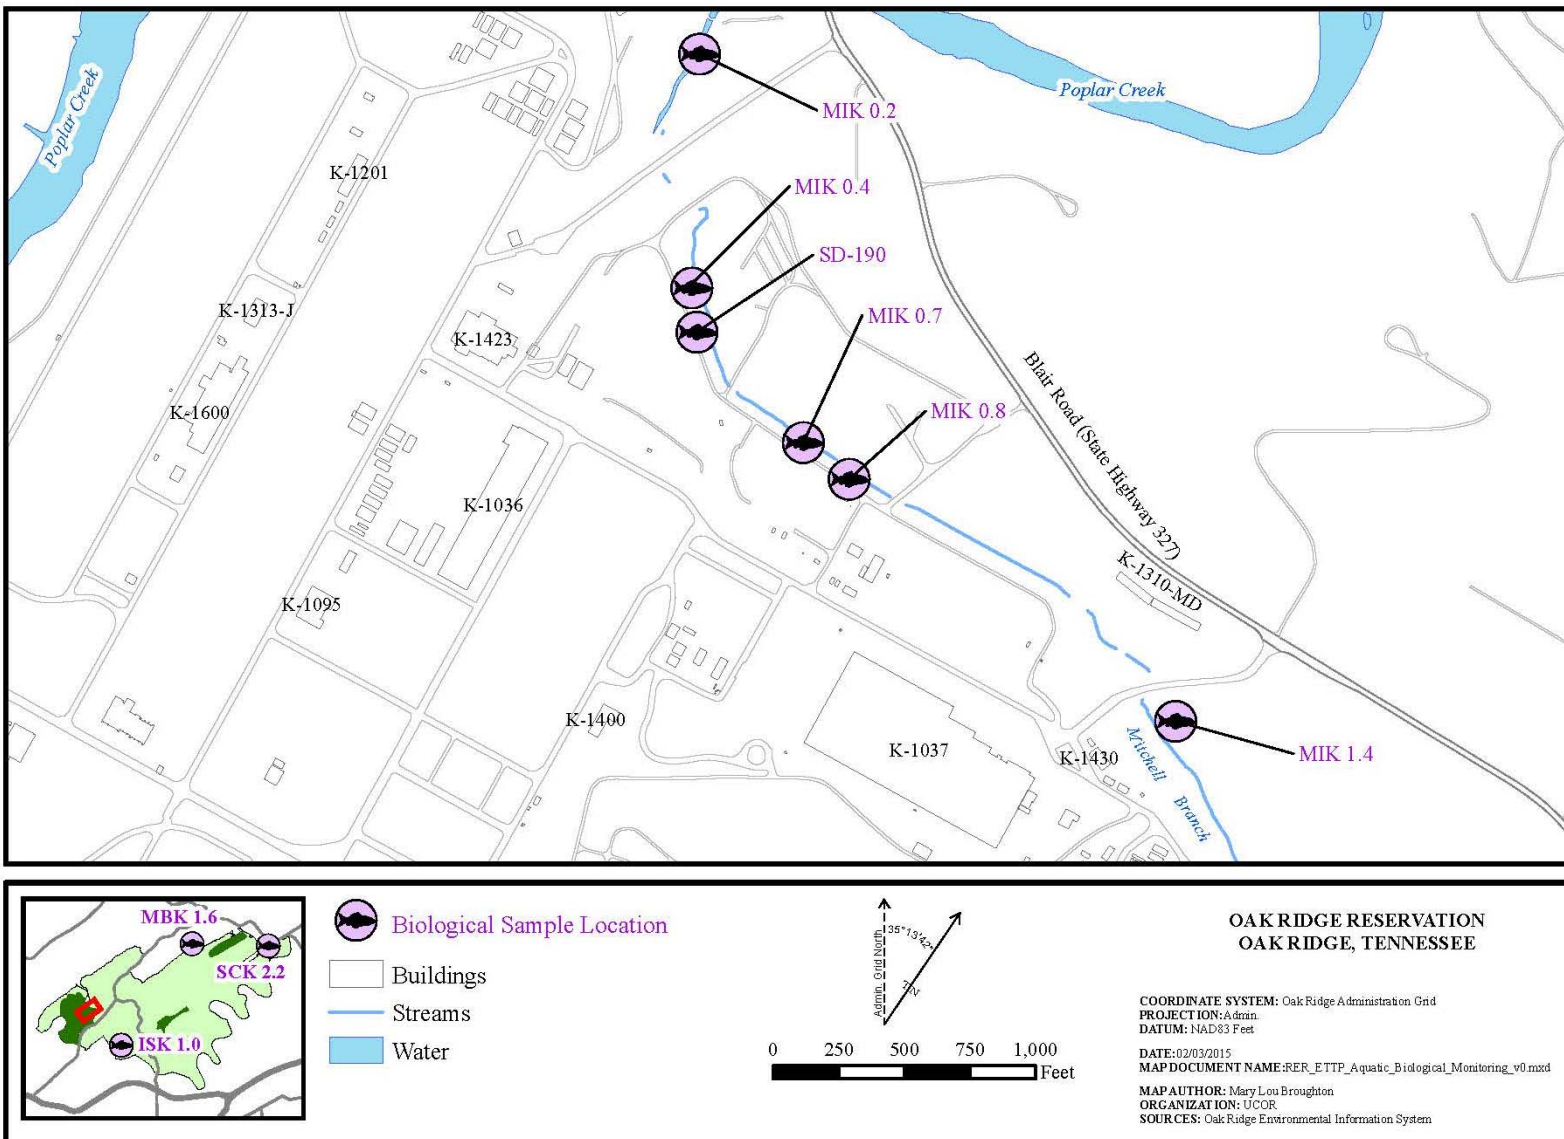 Poplar Creek
Poplar Creek
MIK 0.2
K-1201
MIK 0.4
SD-190
K-1313-J
MIK 0.7
K-1423
Blair Road (State Highway 327)
K-1600
MIK 0.8
K-1036
K-1310-MD
K-1095
K-1400
K-1037
K-1430
Mitchell
Branch
MIK 1.4
MBK 1.6
SCK 2.2
ISK 1.0
Biological Sample Location
Buildings
Streams
Water
Admin. Grid North
35°13'42"
TN
0 250 500 750 1,000
Feet
OAK RIDGE RESERVATION
OAK RIDGE, TENNESSEE
COORDINATE SYSTEM: Oak Ridge Administration Grid
PROJECTION: Admin.
DATUM: NAD83 Feet
DATE: 02/03/2015
MAP DOCUMENT NAME: RER_ETTP_Aquatic_Biological_Monitoring_v0.mxd
MAP AUTHOR: Mary Lou Broughton
ORGANIZATION: UCOR
SOURCES: Oak Ridge Environmental Information System